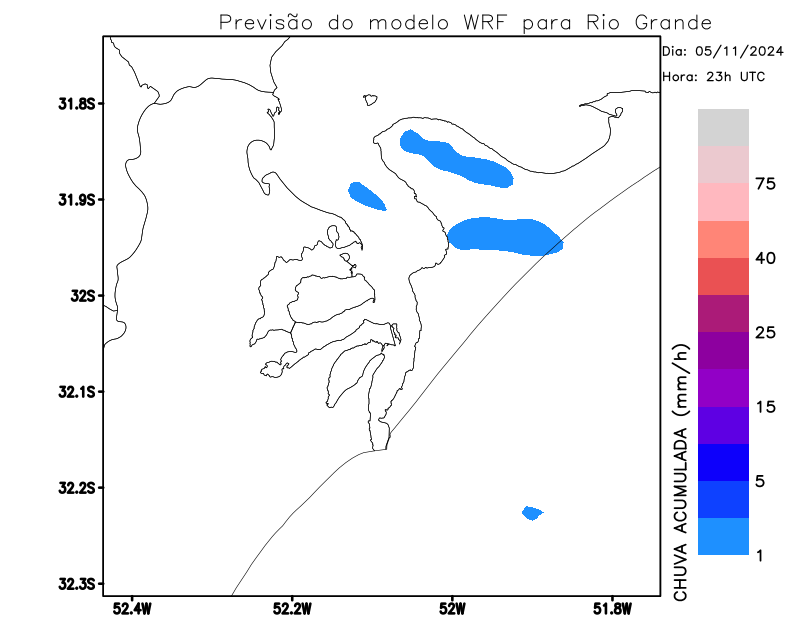 Previsão do modelo WRF para Rio Grande
Dia: 05/11/2024
Hora: 23h UTC
31.8S
31.9S
32S
32.1S
32.2S
32.3S
52.4W
52.2W
52W
51.8W
75
40
25
15
5
1
CHUVA ACUMULADA (mm/h)